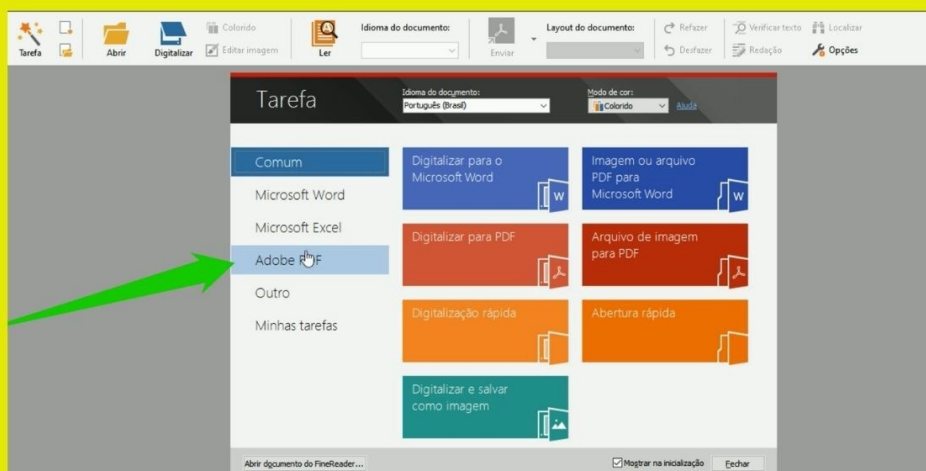 Colorido
Idioma do documento:
Layout do documento:
Refazer
Verificar texto
Localizar
Tarefa
Abrir
Digitalizar
Editar imagem
Ler
Enviar
Desfazer
Redação
Opções
Tarefa
Idioma do documento:
Português (Brasil)
Modo de cor:
Colorido
Ajuda
Comum
Microsoft Word
Microsoft Excel
Adobe PDF
Outro
Minhas tarefas
Digitalizar para o
Microsoft Word
W
Imagem ou arquivo
PDF para
Microsoft Word
W
Digitalizar para PDF
Arquivo de imagem
para PDF
Digitalização rápida
Abertura rápida
Digitalizar e salvar
como imagem
Abrir documento do FineReader...
Mostrar na inicialização
Fechar